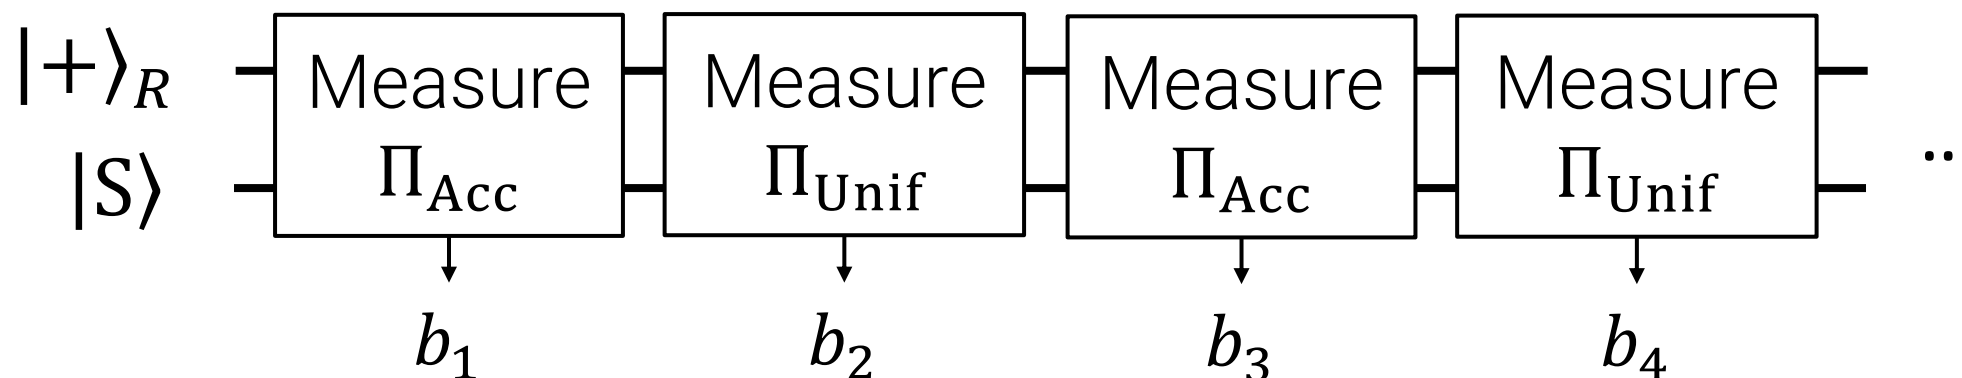 |+⟩_R
|S⟩
Measure Π_Acc
Measure Π_Unif
Measure Π_Acc
Measure Π_Unif
..
b_1
b_2
b_3
b_4